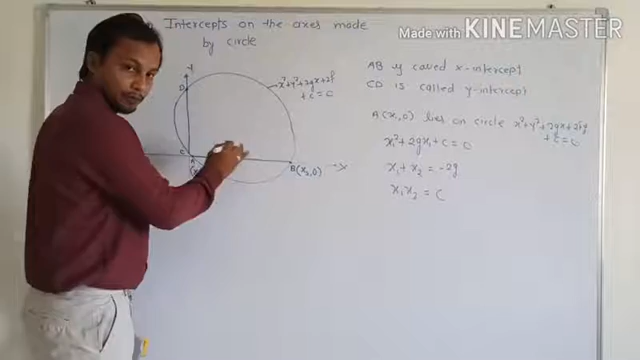 Made with KINEMASTER
Intercepts on the axes made
by circle
AB is called x-intercept
CD is called y-intercept
Y
D
x²+y²+2gx+2fy
+c=0
A(x₁,0) lies on circle x²+y²+2gx+2fy
+c=0
x₁²+2gx₁+c=0
C
A
B(x₂,0)
X
x₁+x₂=-2g
x₁x₂=c